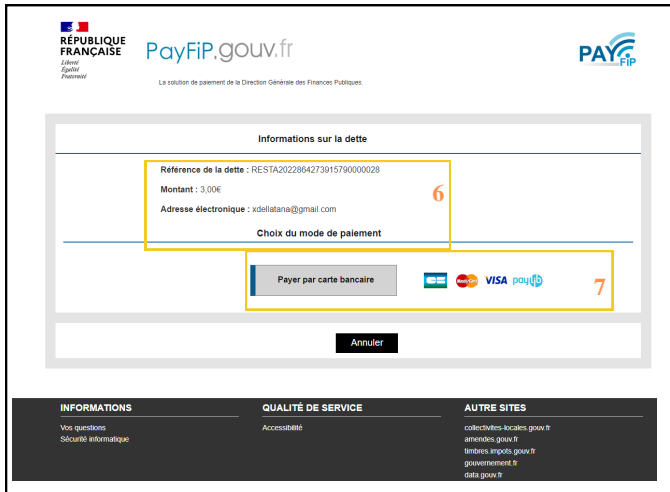 RÉPUBLIQUE
FRANÇAISE
Liberté
Égalité
Fraternité
PayFiP.gouv.fr
La solution de paiement de la Direction Générale des Finances Publiques.
PAY
FiP
Informations sur la dette
Référence de la dette : RESTA2022864273915790000028
Montant : 3,00€
Adresse électronique : xdellatana@gmail.com
6
Choix du mode de paiement
Payer par carte bancaire
CB MasterCard VISA paylib
7
Annuler
INFORMATIONS
Vos questions
Sécurité informatique
QUALITÉ DE SERVICE
Accessibilité
AUTRE SITES
collectivites-locales.gouv.fr
amendes.gouv.fr
timbres.impots.gouv.fr
gouvernement.fr
data.gouv.fr